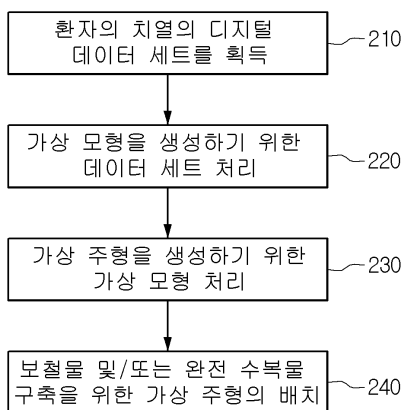 환자의 치열의 디지털
데이터 세트를 획득
210
가상 모형을 생성하기 위한
데이터 세트 처리
220
가상 주형을 생성하기 위한
가상 모형 처리
230
보철물 및/또는 완전 수복물
구축을 위한 가상 주형의 배치
240